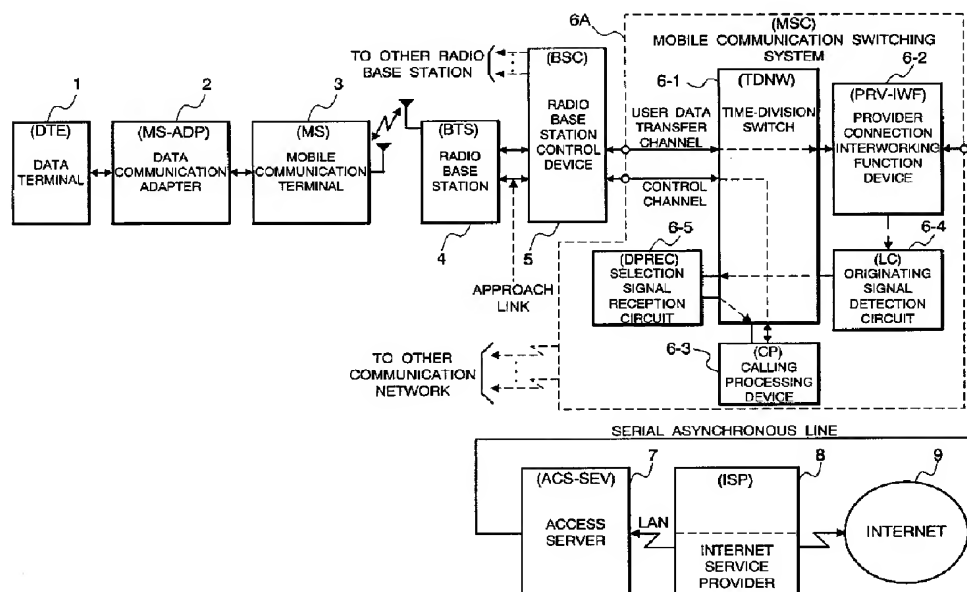 6A
(MSC)
MOBILE COMMUNICATION SWITCHING
SYSTEM
TO OTHER RADIO
BASE STATION
(BSC)
RADIO
BASE
STATION
CONTROL
DEVICE
6-1
(TDNW)
TIME-DIVISION
SWITCH
6-2
(PRV-IWF)
PROVIDER
CONNECTION
INTERWORKING
FUNCTION
DEVICE
1
(DTE)
DATA
TERMINAL
2
(MS-ADP)
DATA
COMMUNICATION
ADAPTER
3
(MS)
MOBILE
COMMUNICATION
TERMINAL
(BTS)
RADIO BASE
STATION
4
5
USER DATA
TRANSFER
CHANNEL
CONTROL
CHANNEL
APPROACH
LINK
6-5
(DPREC)
SELECTION
SIGNAL
RECEPTION
CIRCUIT
6-4
(LC)
ORIGINATING
SIGNAL
DETECTION
CIRCUIT
6-3
(CP)
CALLING
PROCESSING
DEVICE
TO OTHER
COMMUNICATION
NETWORK
SERIAL ASYNCHRONOUS LINE
7
(ACS-SEV)
ACCESS
SERVER
LAN
8
(ISP)
INTERNET
SERVICE
PROVIDER
9
INTERNET